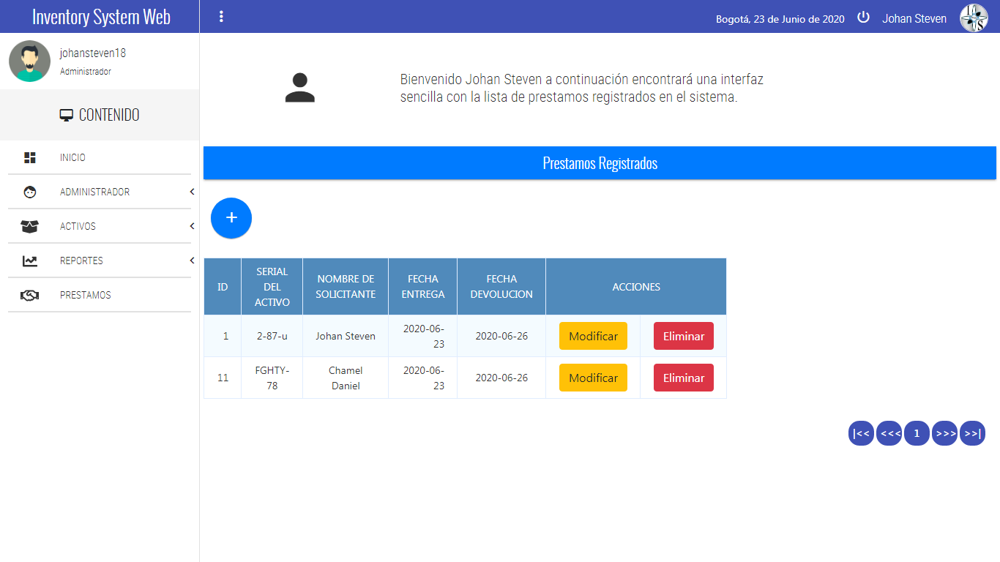 Inventory System Web
Bogotá, 23 de Junio de 2020
Johan Steven
johansteven18
Administrador
CONTENIDO
INICIO
ADMINISTRADOR
ACTIVOS
REPORTES
PRESTAMOS
Bienvenido Johan Steven a continuación encontrará una interfaz
sencilla con la lista de prestamos registrados en el sistema.
Prestamos Registrados
+
ID
SERIAL
DEL
ACTIVO
NOMBRE DE
SOLICITANTE
FECHA
ENTREGA
FECHA
DEVOLUCION
ACCIONES
1
2-87-u
Johan Steven
2020-06-
23
2020-06-26
Modificar
Eliminar
11
FGHTY-
78
Chamel
Daniel
2020-06-
23
2020-06-26
Modificar
Eliminar
|<< <<< 1 >>> >>|